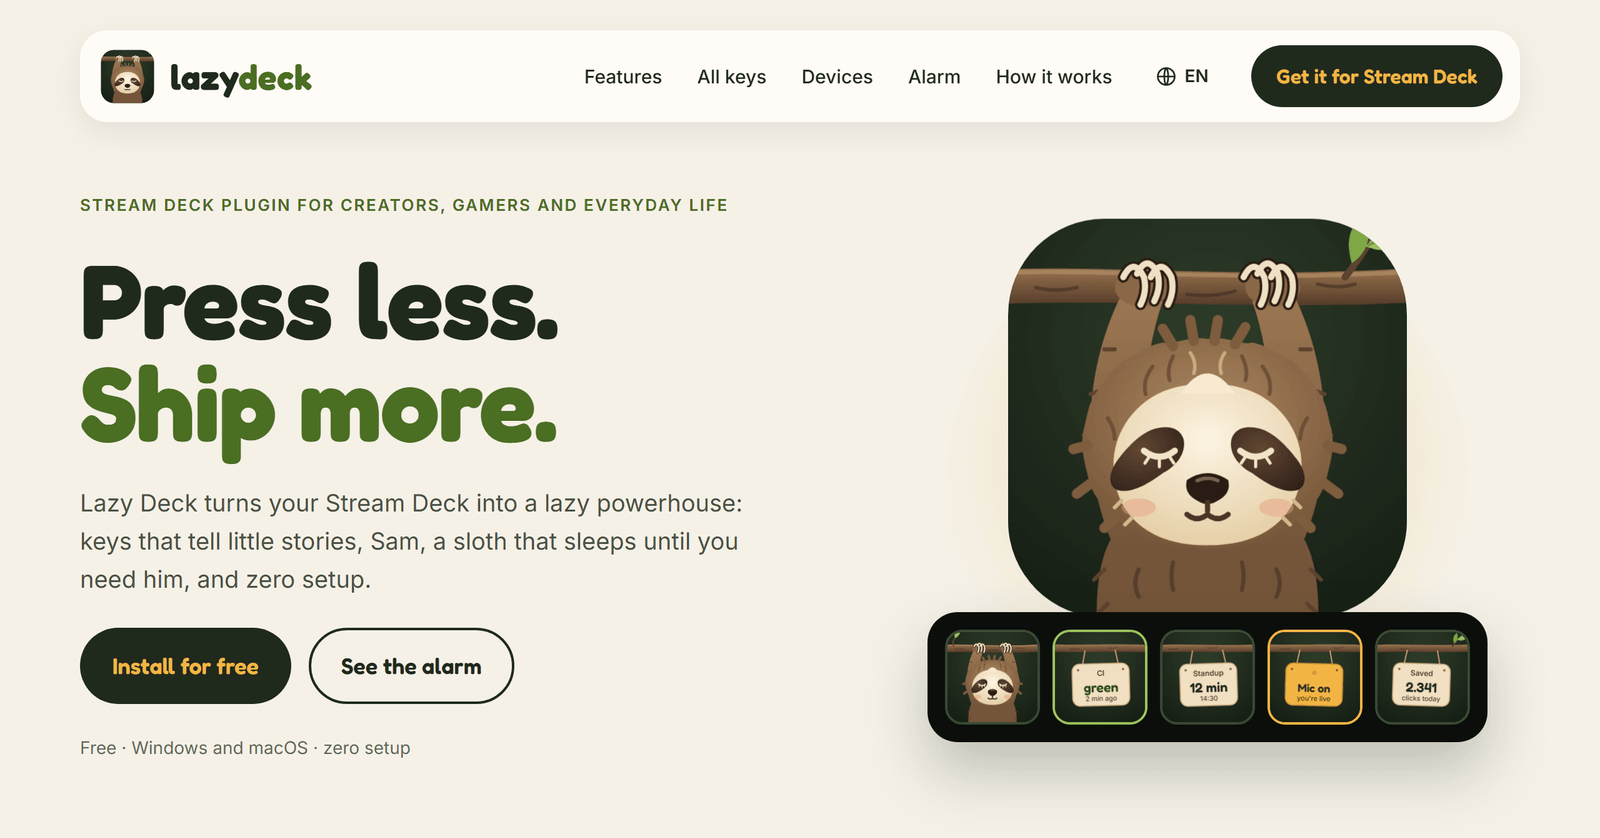 lazydeck
Features
All keys
Devices
Alarm
How it works
EN
Get it for Stream Deck
STREAM DECK PLUGIN FOR CREATORS, GAMERS AND EVERYDAY LIFE
Press less.
Ship more.
Lazy Deck turns your Stream Deck into a lazy powerhouse:
keys that tell little stories, Sam, a sloth that sleeps until you
need him, and zero setup.
Install for free
See the alarm
Free · Windows and macOS · zero setup
CI
green
2 min ago
Standup
12 min
14:30
Mic on
you're live
Saved
2.341
clicks today